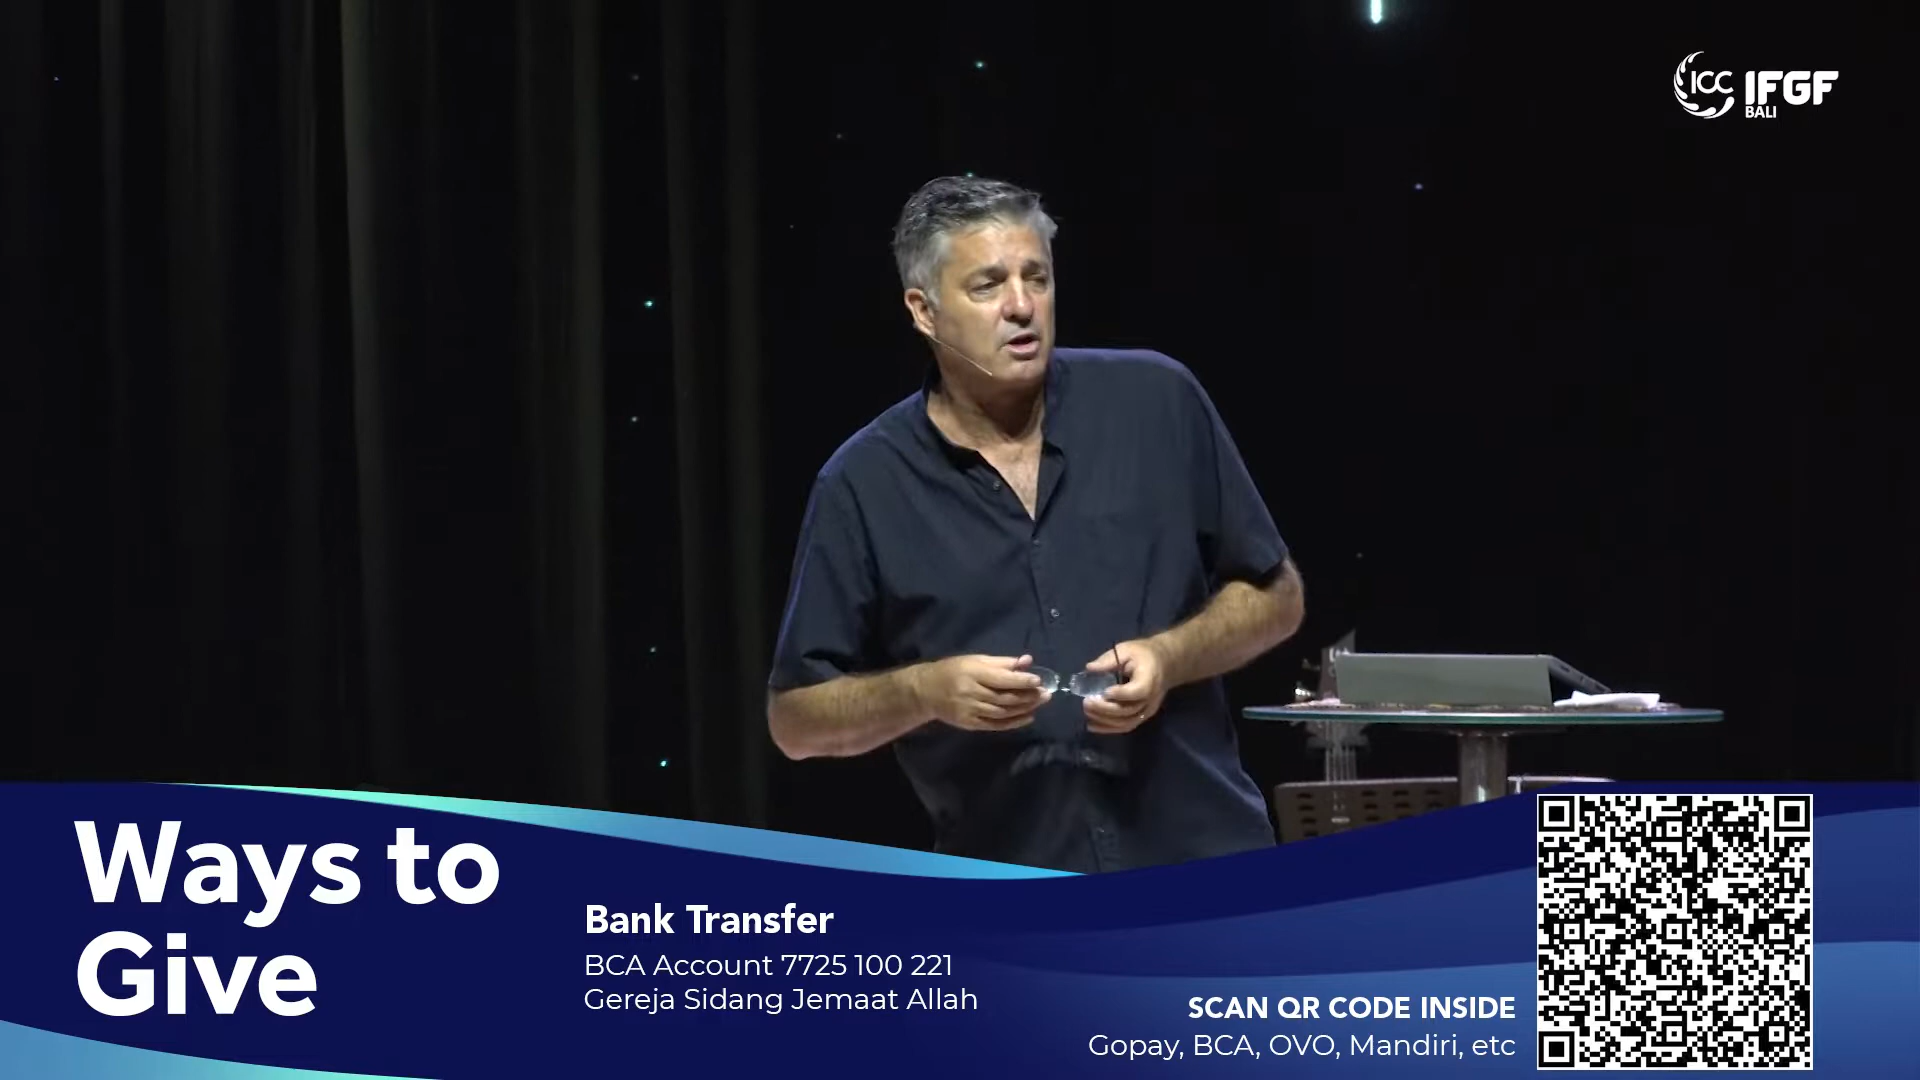 ICC IFGF
BALI
Ways to
Give
Bank Transfer
BCA Account 7725 100 221
Gereja Sidang Jemaat Allah
SCAN QR CODE INSIDE
Gopay, BCA, OVO, Mandiri, etc